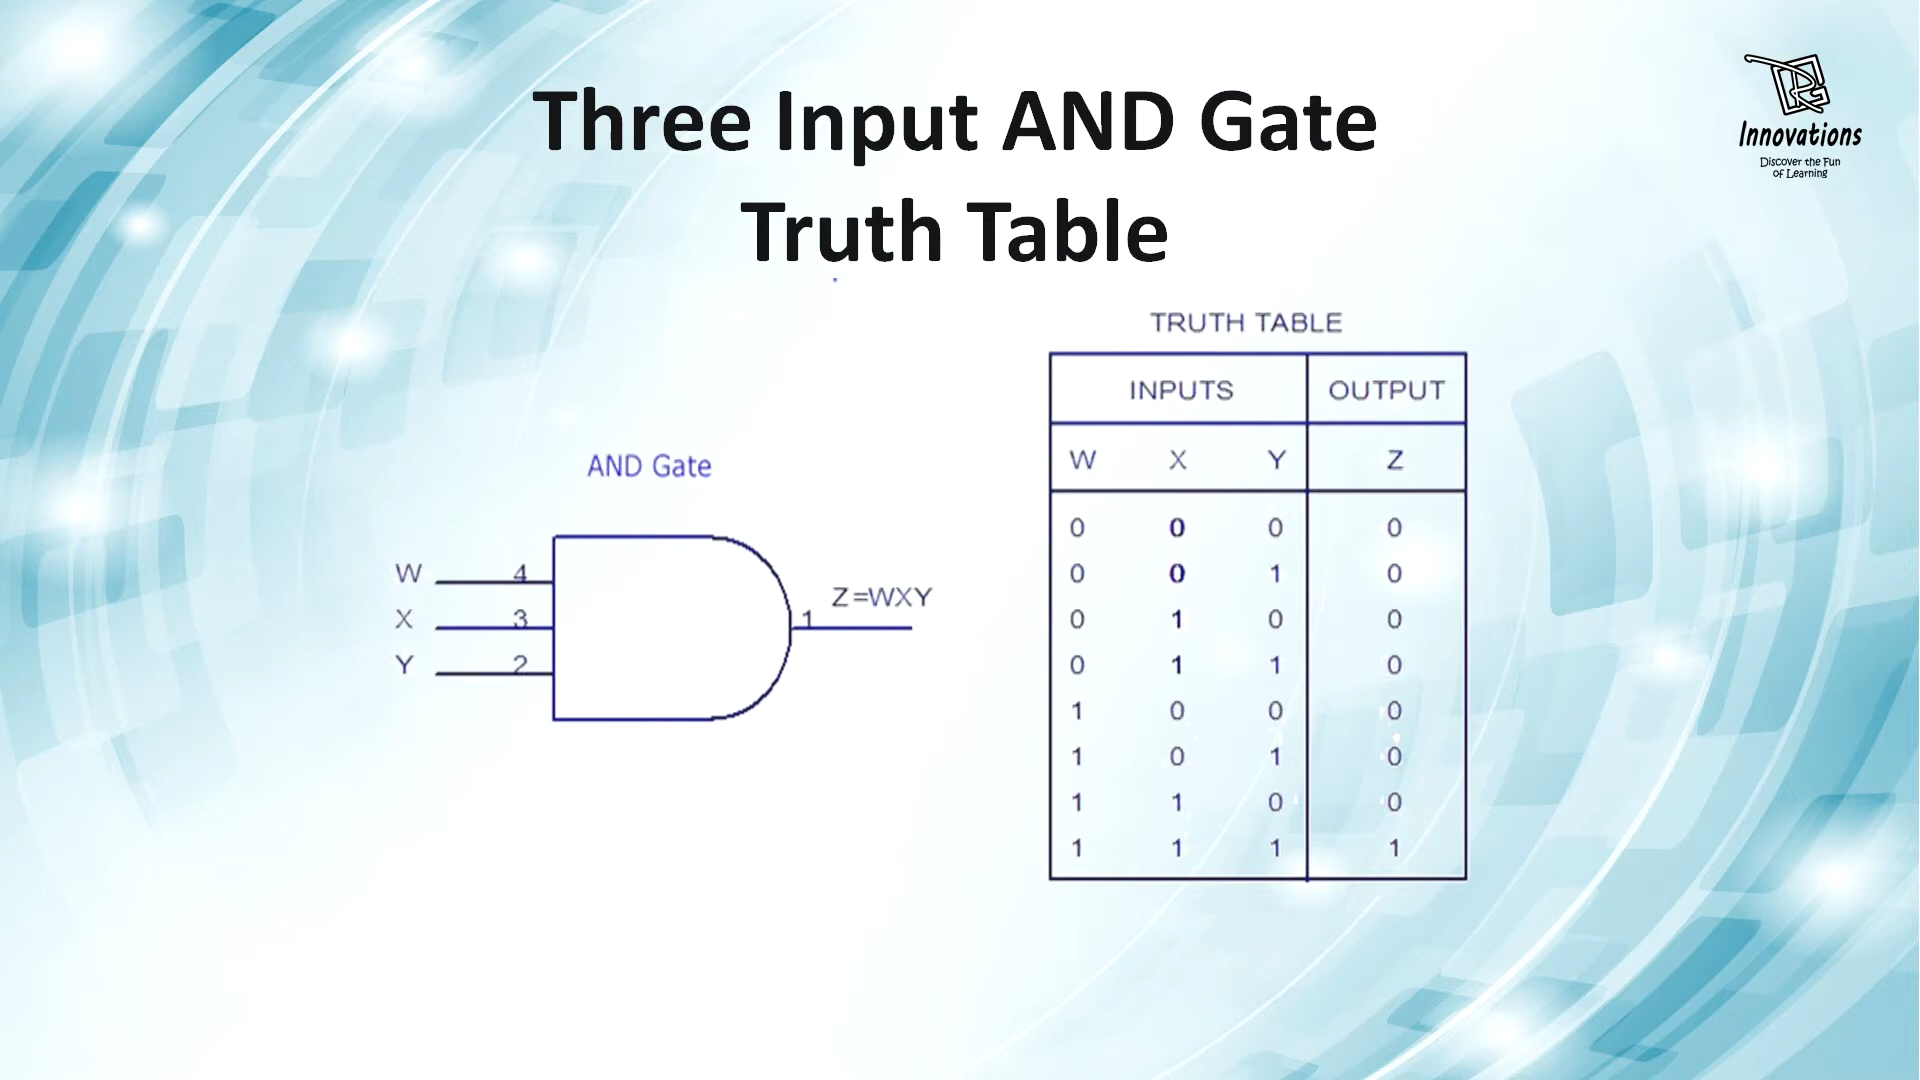 Three Input AND Gate
Truth Table
Innovations
Discover the Fun
of Learning
AND Gate
W 4
X 3
Y 2
1 Z=WXY
TRUTH TABLE
INPUTS OUTPUT
W X Y Z
0 0 0 0
0 0 1 0
0 1 0 0
0 1 1 0
1 0 0 0
1 0 1 0
1 1 0 0
1 1 1 1